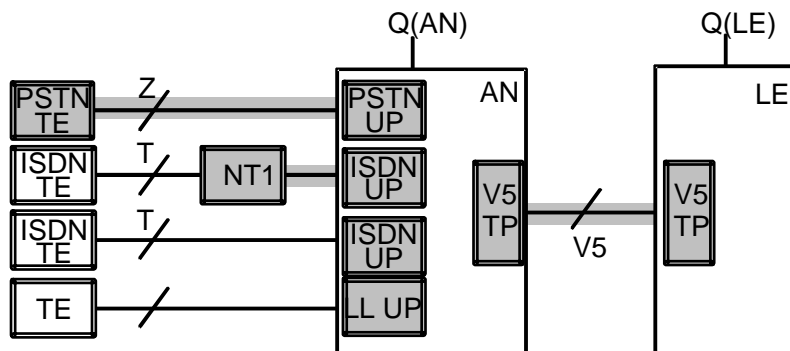 Q(AN)
Q(LE)
PSTN
TE
Z
PSTN
UP
AN
LE
ISDN
TE
T
NT1
ISDN
UP
V5
TP
V5
V5
TP
ISDN
TE
T
ISDN
UP
TE
LL UP